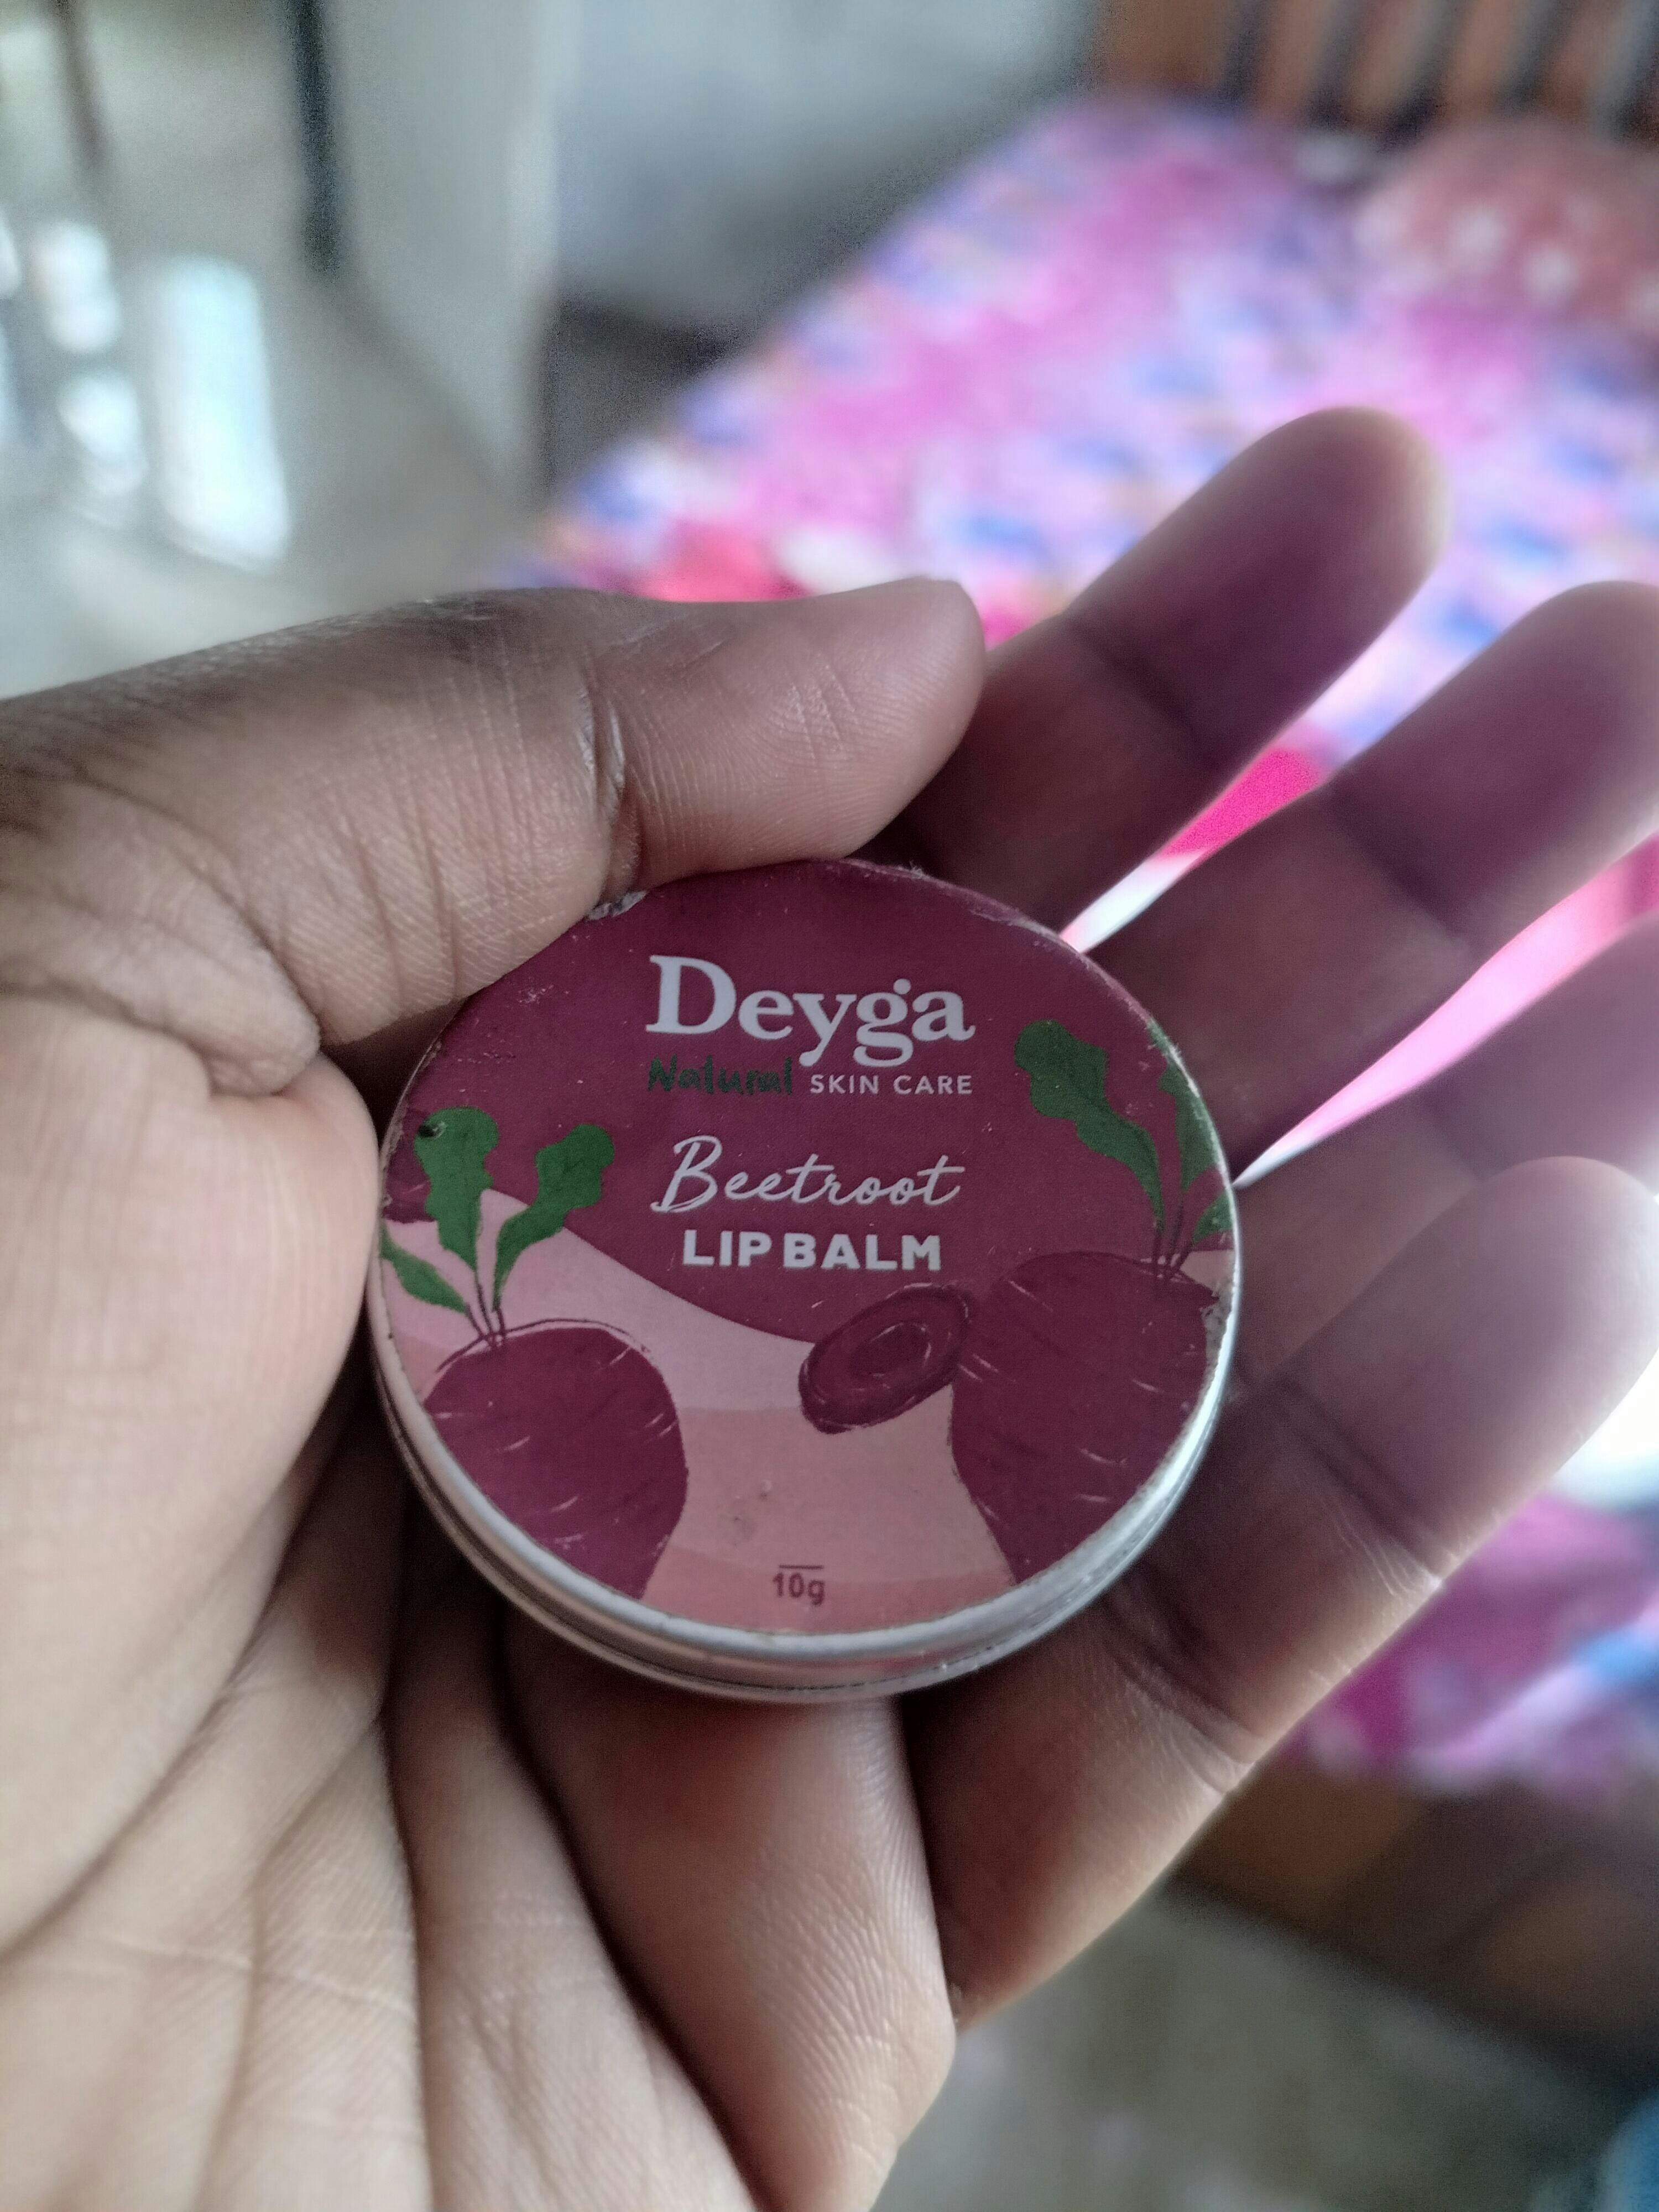 Deyga
Natural SKIN CARE
Beetroot
LIP BALM
10g